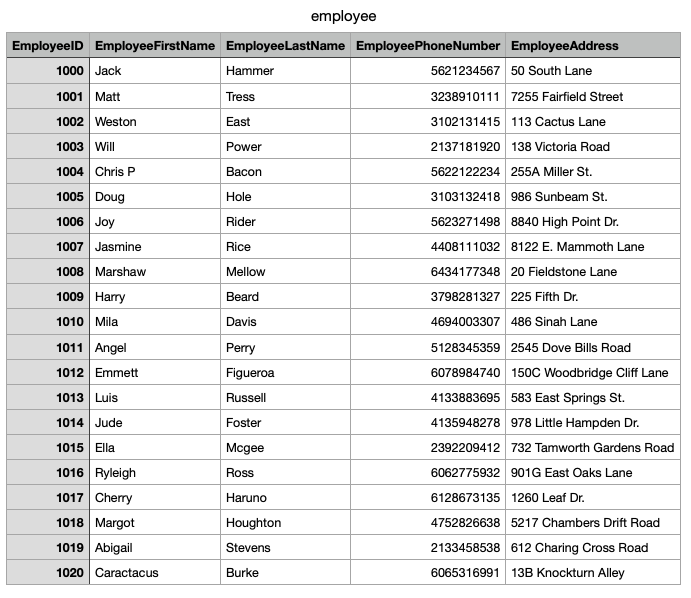 employee
EmployeeID EmployeeFirstName EmployeeLastName EmployeePhoneNumber EmployeeAddress
1000 Jack Hammer 5621234567 50 South Lane
1001 Matt Tress 3238910111 7255 Fairfield Street
1002 Weston East 3102131415 113 Cactus Lane
1003 Will Power 2137181920 138 Victoria Road
1004 Chris P Bacon 5622122234 255A Miller St.
1005 Doug Hole 3103132418 986 Sunbeam St.
1006 Joy Rider 5623271498 8840 High Point Dr.
1007 Jasmine Rice 4408111032 8122 E. Mammoth Lane
1008 Marshaw Mellow 6434177348 20 Fieldstone Lane
1009 Harry Beard 3798281327 225 Fifth Dr.
1010 Mila Davis 4694003307 486 Sinah Lane
1011 Angel Perry 5128345359 2545 Dove Bills Road
1012 Emmett Figueroa 6078984740 150C Woodbridge Cliff Lane
1013 Luis Russell 4133883695 583 East Springs St.
1014 Jude Foster 4135948278 978 Little Hampden Dr.
1015 Ella Mcgee 2392209412 732 Tamworth Gardens Road
1016 Ryleigh Ross 6062775932 901G East Oaks Lane
1017 Cherry Haruno 6128673135 1260 Leaf Dr.
1018 Margot Houghton 4752826638 5217 Chambers Drift Road
1019 Abigail Stevens 2133458538 612 Charing Cross Road
1020 Caractacus Burke 6065316991 13B Knockturn Alley